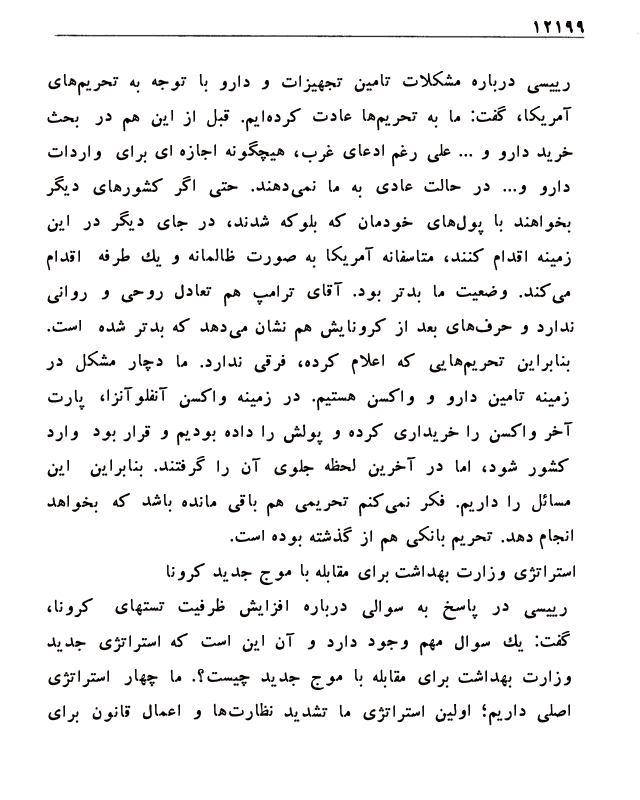 ۱۲۱۹۹
رییسی درباره مشکلات تامین تجهیزات و دارو با توجه به تحریم‌های
آمریکا، گفت: ما به تحریم‌ها عادت کرده‌ایم. قبل از این هم در بحث
خرید دارو و ... علی رغم ادعای غرب، هیچگونه اجازه ای برای واردات
دارو و... در حالت عادی به ما نمی‌دهند. حتی اگر کشورهای دیگر
بخواهند با پول‌های خودمان که بلوکه شدند، در جای دیگر در این
زمینه اقدام کنند، متاسفانه آمریکا به صورت ظالمانه و یك طرفه اقدام
می‌کند. وضعیت ما بدتر بود. آقای ترامپ هم تعادل روحی و روانی
ندارد و حرف‌های بعد از کرونایش هم نشان می‌دهد که بدتر شده است.
بنابراین تحریم‌هایی که اعلام کرده، فرقی ندارد. ما دچار مشکل در
زمینه تامین دارو و واکسن هستیم. در زمینه واکسن آنفلوآنزا، پارت
آخر واکسن را خریداری کرده و پولش را داده بودیم و قرار بود وارد
کشور شود، اما در آخرین لحظه جلوی آن را گرفتند. بنابراین این
مسائل را داریم. فکر نمی‌کنم تحریمی هم باقی مانده باشد که بخواهد
انجام دهد. تحریم بانکی هم از گذشته بوده است.
استراتژی وزارت بهداشت برای مقابله با موج جدید کرونا
رییسی در پاسخ به سوالی درباره افزایش ظرفیت تستهای کرونا،
گفت: یك سوال مهم وجود دارد و آن این است که استراتژی جدید
وزارت بهداشت برای مقابله با موج جدید چیست؟. ما چهار استراتژی
اصلی داریم؛ اولین استراتژی ما تشدید نظارت‌ها و اعمال قانون برای